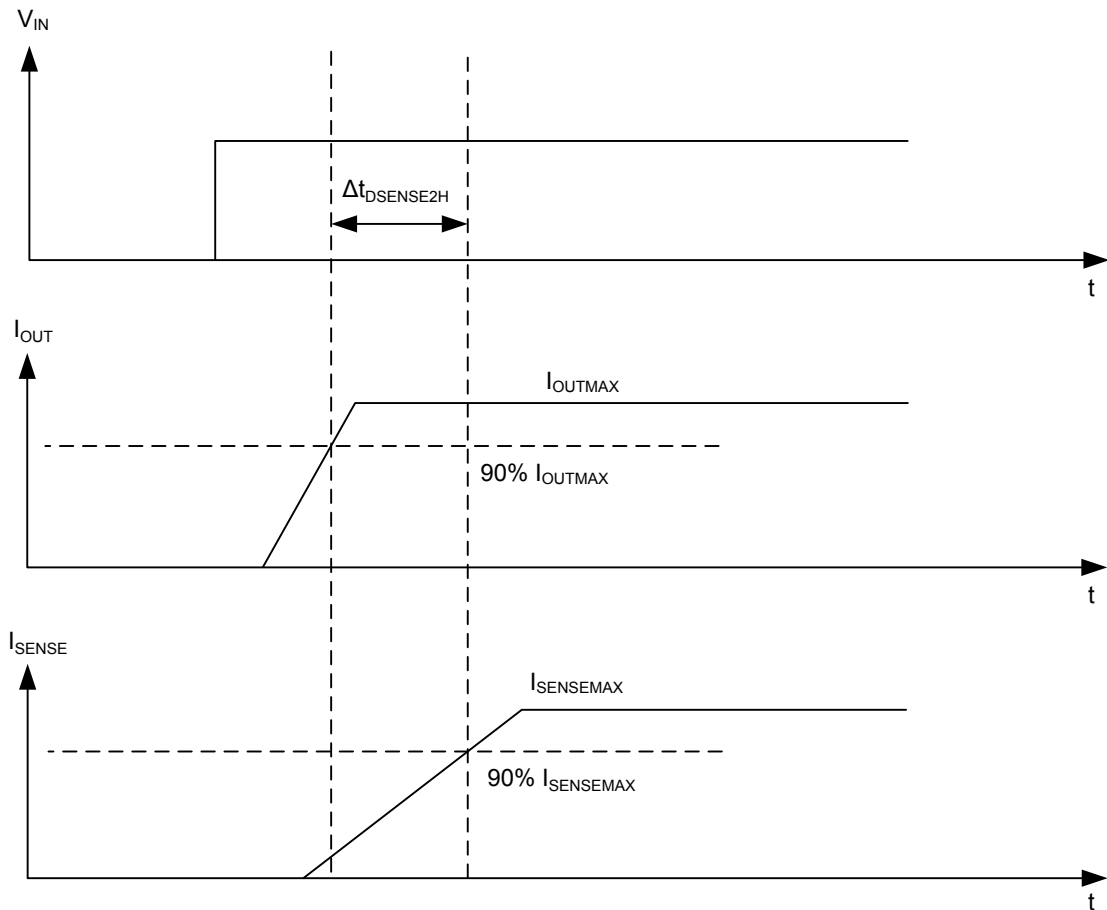 V_IN
Δt_DSENSE2H
t
I_OUT
I_OUTMAX
90% I_OUTMAX
t
I_SENSE
I_SENSEMAX
90% I_SENSEMAX
t